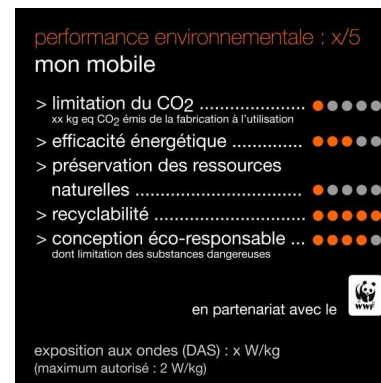 performance environnementale : x/5
mon mobile
> limitation du CO2 .....................
xx kg eq CO2 émis de la fabrication à l'utilisation
> efficacité énergétique ..............
> préservation des ressources
naturelles .................................
> recyclabilité ..............................
> conception éco-responsable ...
dont limitation des substances dangereuses
en partenariat avec le
WWF
exposition aux ondes (DAS) : x W/kg
(maximum autorisé : 2 W/kg)